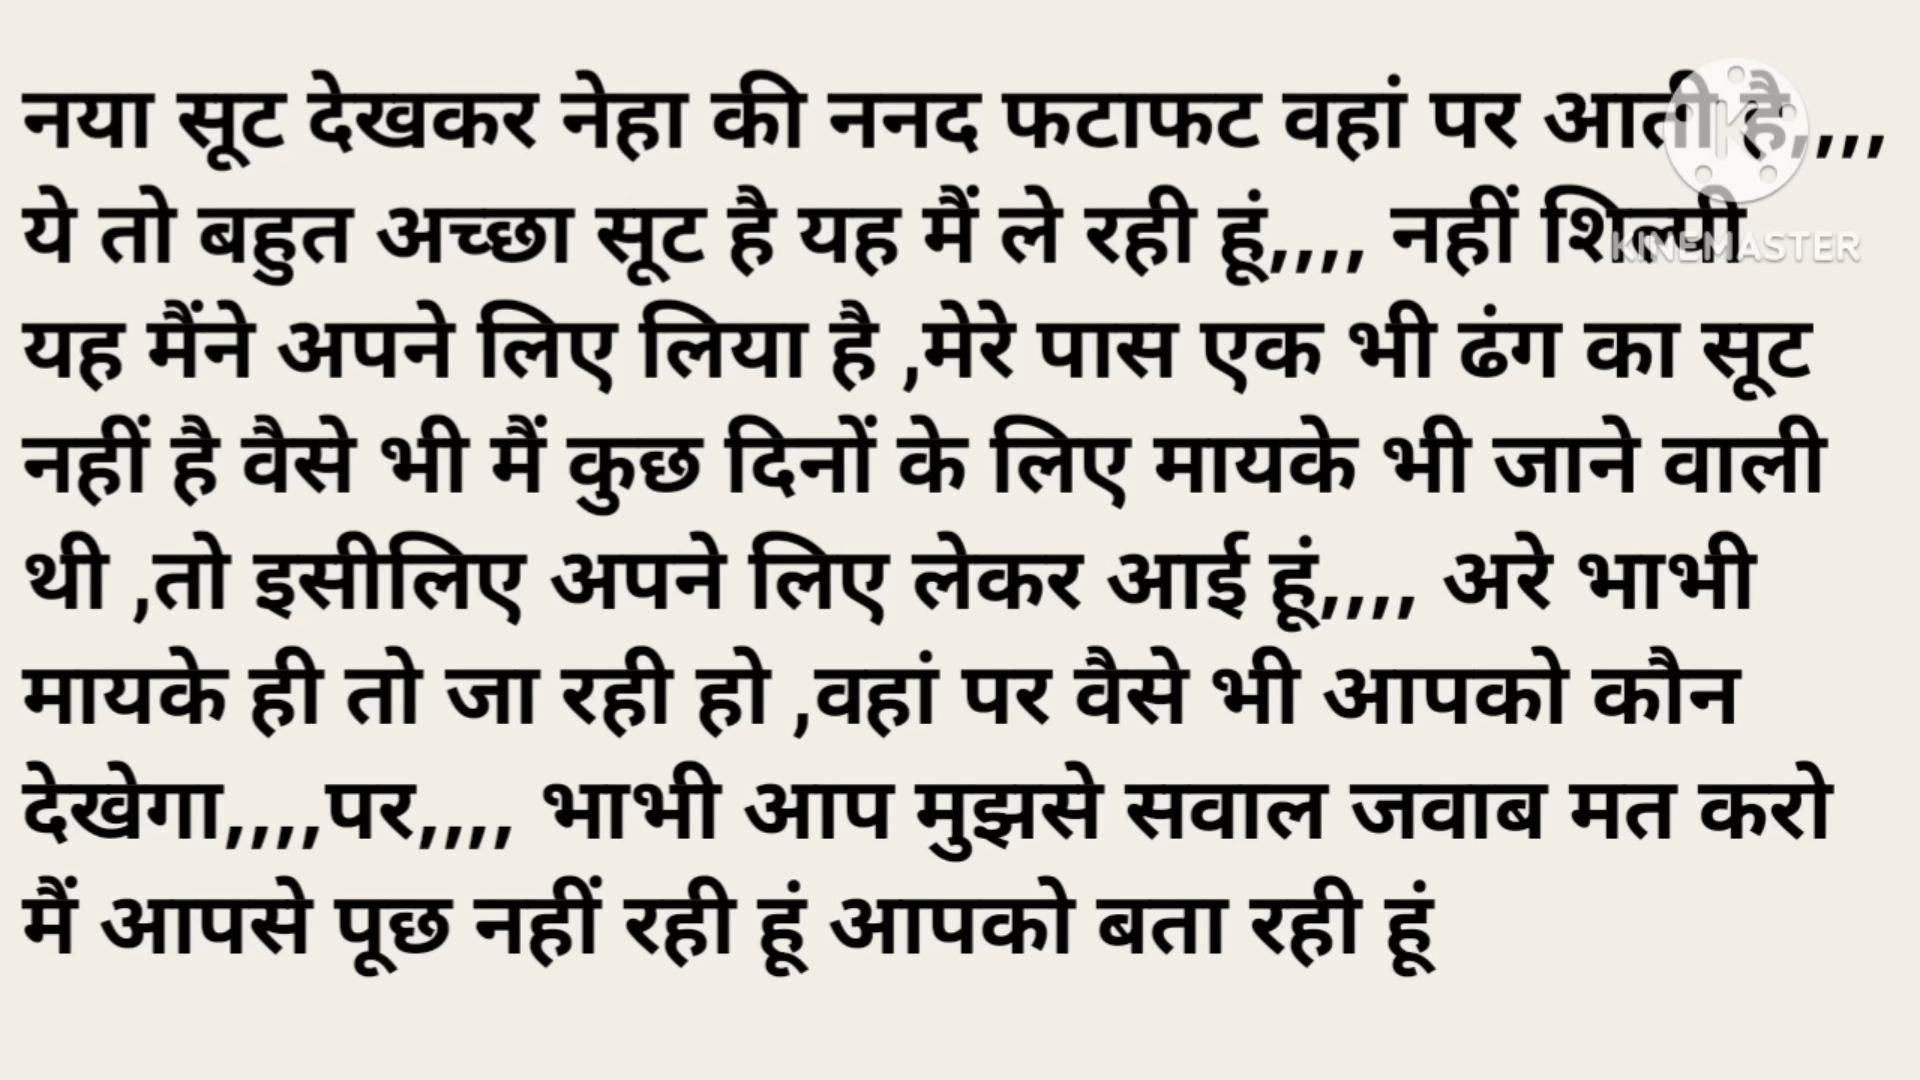 नया सूट देखकर नेहा की ननद फटाफट वहां पर आती है,,,,
ये तो बहुत अच्छा सूट है यह मैं ले रही हूं,,,, नहीं
यह मैंने अपने लिए लिया है ,मेरे पास एक भी ढंग का सूट
नहीं है वैसे भी मैं कुछ दिनों के लिए मायके भी जाने वाली
थी ,तो इसीलिए अपने लिए लेकर आई हूं,,,, अरे भाभी
मायके ही तो जा रही हो ,वहां पर वैसे भी आपको कौन
देखेगा,,,,पर,,,, भाभी आप मुझसे सवाल जवाब मत करो
मैं आपसे पूछ नहीं रही हूं आपको बता रही हूं
K
KINEMASTER